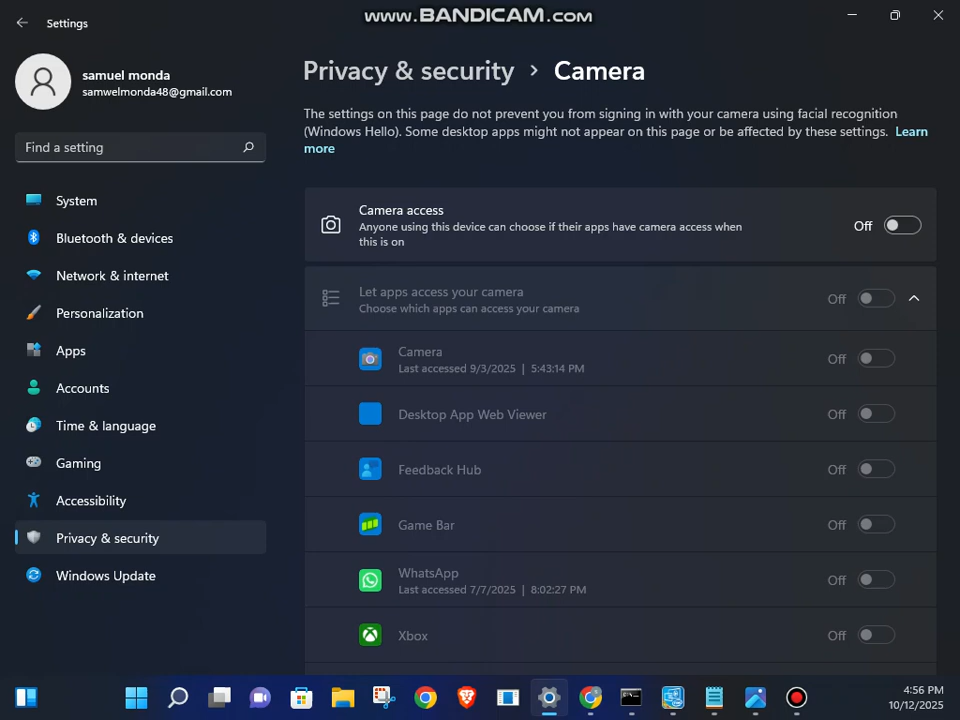 Settings
www.BANDICAM.com
samuel monda
samwelmonda48@gmail.com
Find a setting
System
Bluetooth & devices
Network & internet
Personalization
Apps
Accounts
Time & language
Gaming
Accessibility
Privacy & security
Windows Update
Privacy & security > Camera
The settings on this page do not prevent you from signing in with your camera using facial recognition
(Windows Hello). Some desktop apps might not appear on this page or be affected by these settings. Learn
more
Camera access
Anyone using this device can choose if their apps have camera access when
this is on
Off
Let apps access your camera
Choose which apps can access your camera
Off
Camera
Last accessed 9/3/2025 | 5:43:14 PM
Off
Desktop App Web Viewer
Off
Feedback Hub
Off
Game Bar
Off
WhatsApp
Last accessed 7/7/2025 | 8:02:27 PM
Off
Xbox
Off
4:56 PM
10/12/2025